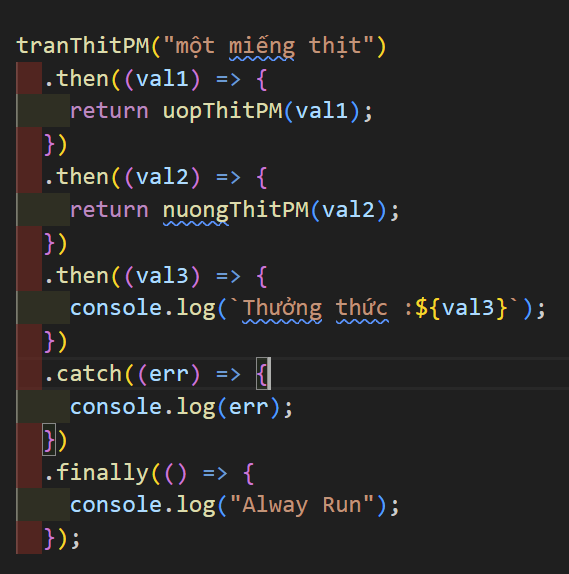 tranThitPM("một miếng thịt")
  .then((val1) => {
    return uopThitPM(val1);
  })
  .then((val2) => {
    return nuongThitPM(val2);
  })
  .then((val3) => {
    console.log(`Thưởng thức :${val3}`);
  })
  .catch((err) => {
    console.log(err);
  })
  .finally(() => {
    console.log("Alway Run");
  });